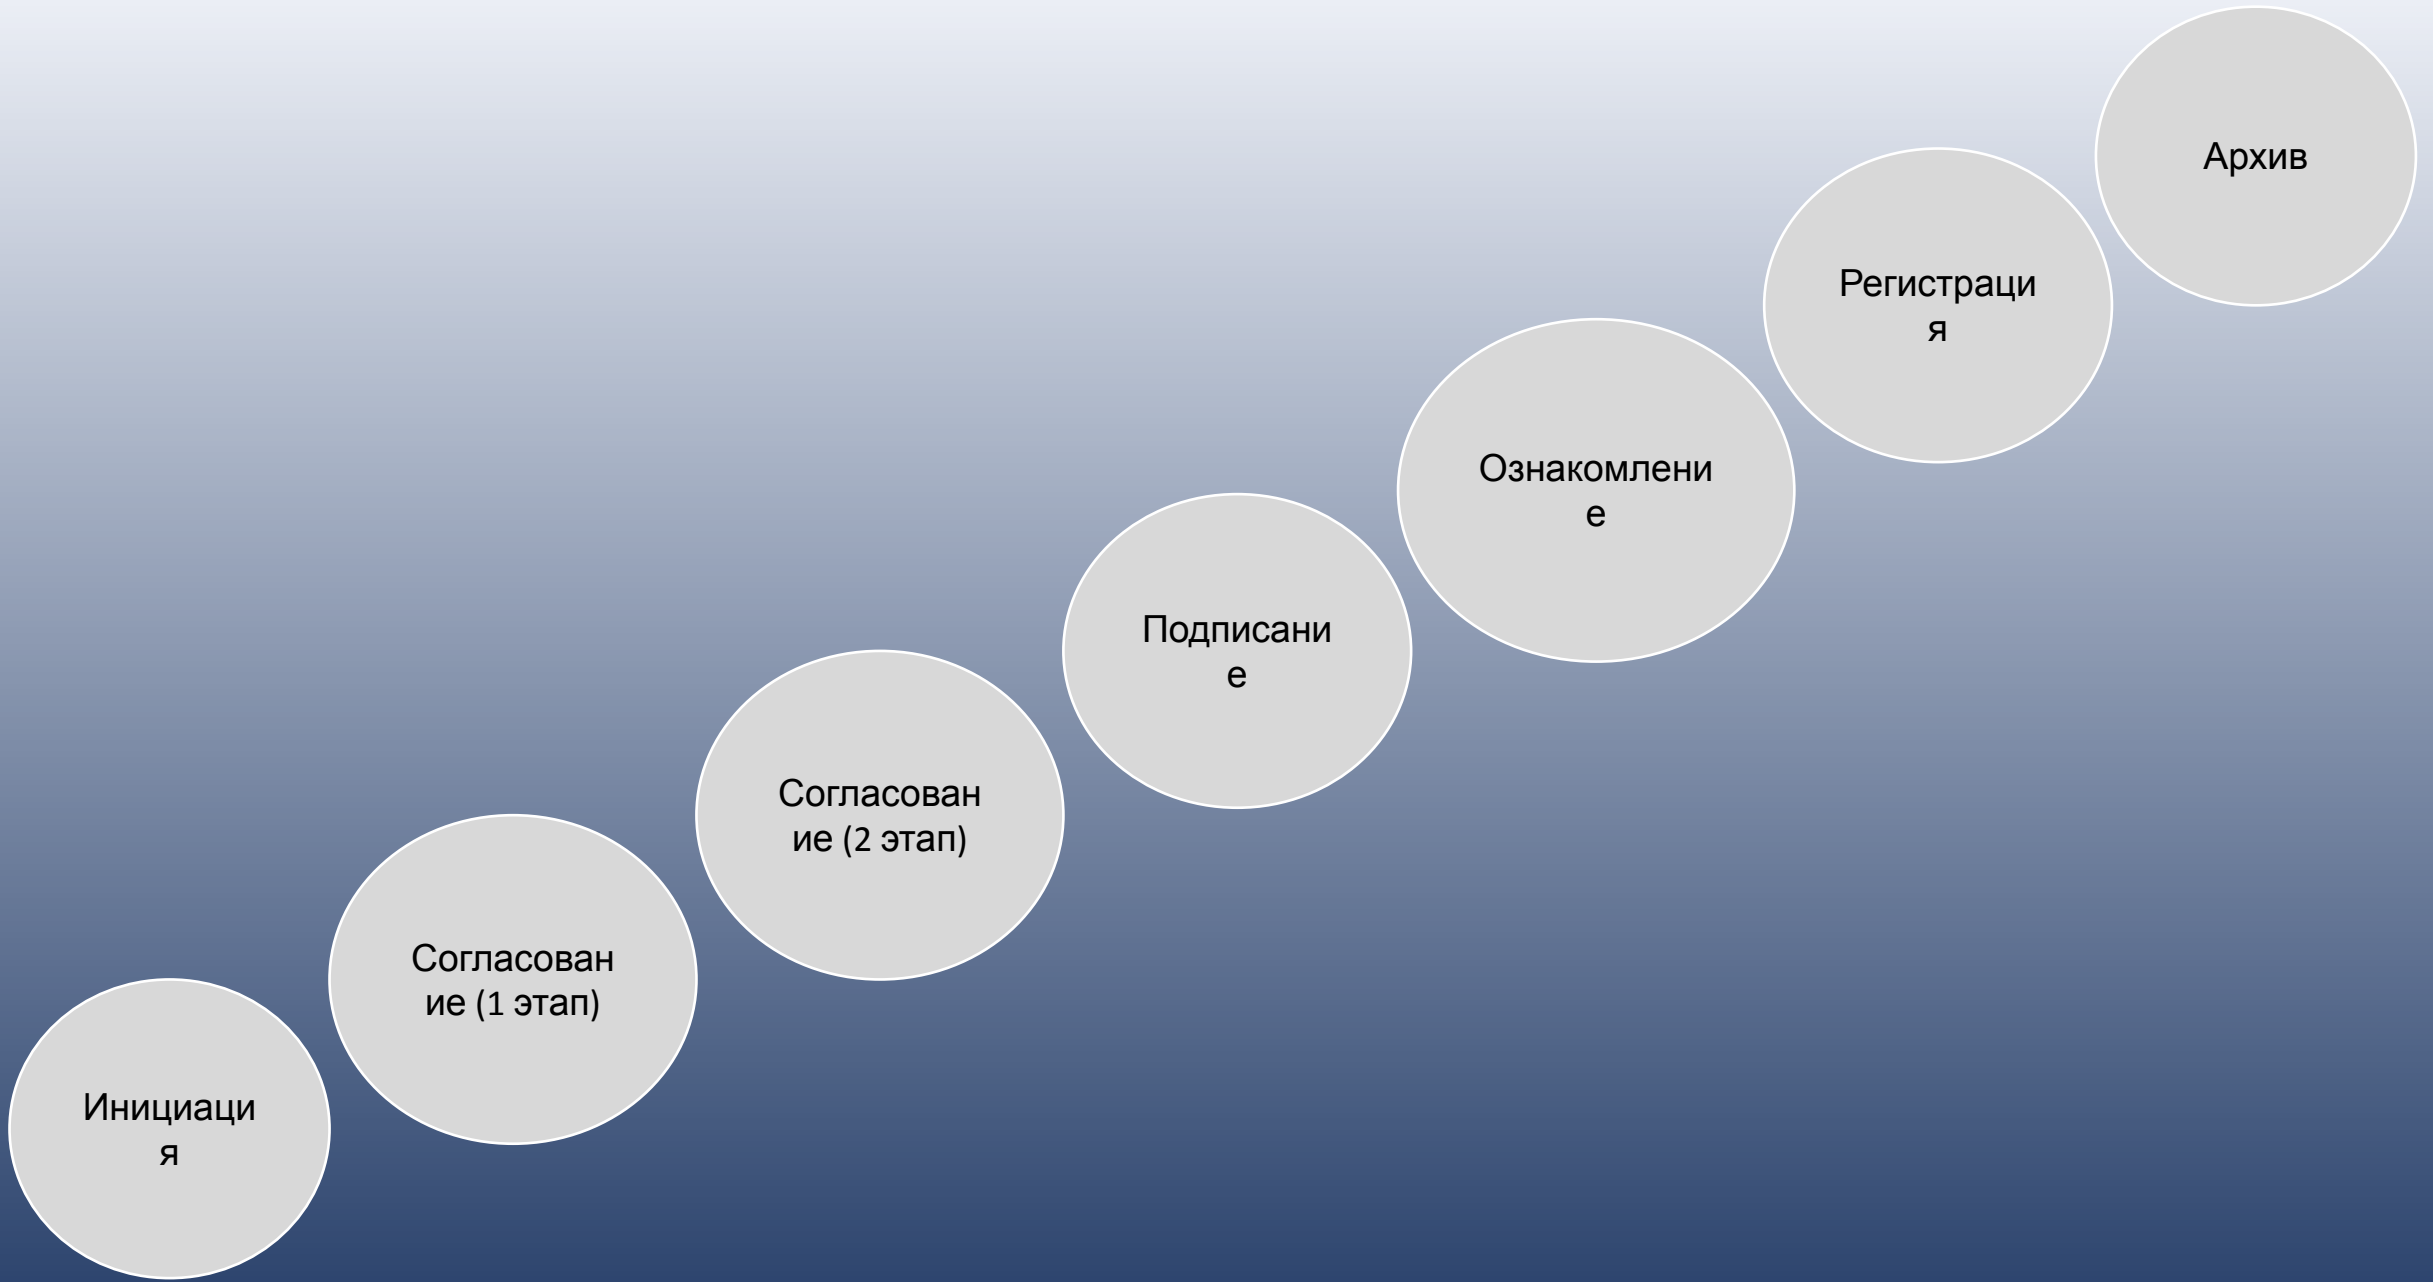 Инициаци
я
Согласован
ие (1 этап)
Согласован
ие (2 этап)
Подписани
е
Ознакомлени
е
Регистраци
я
Архив